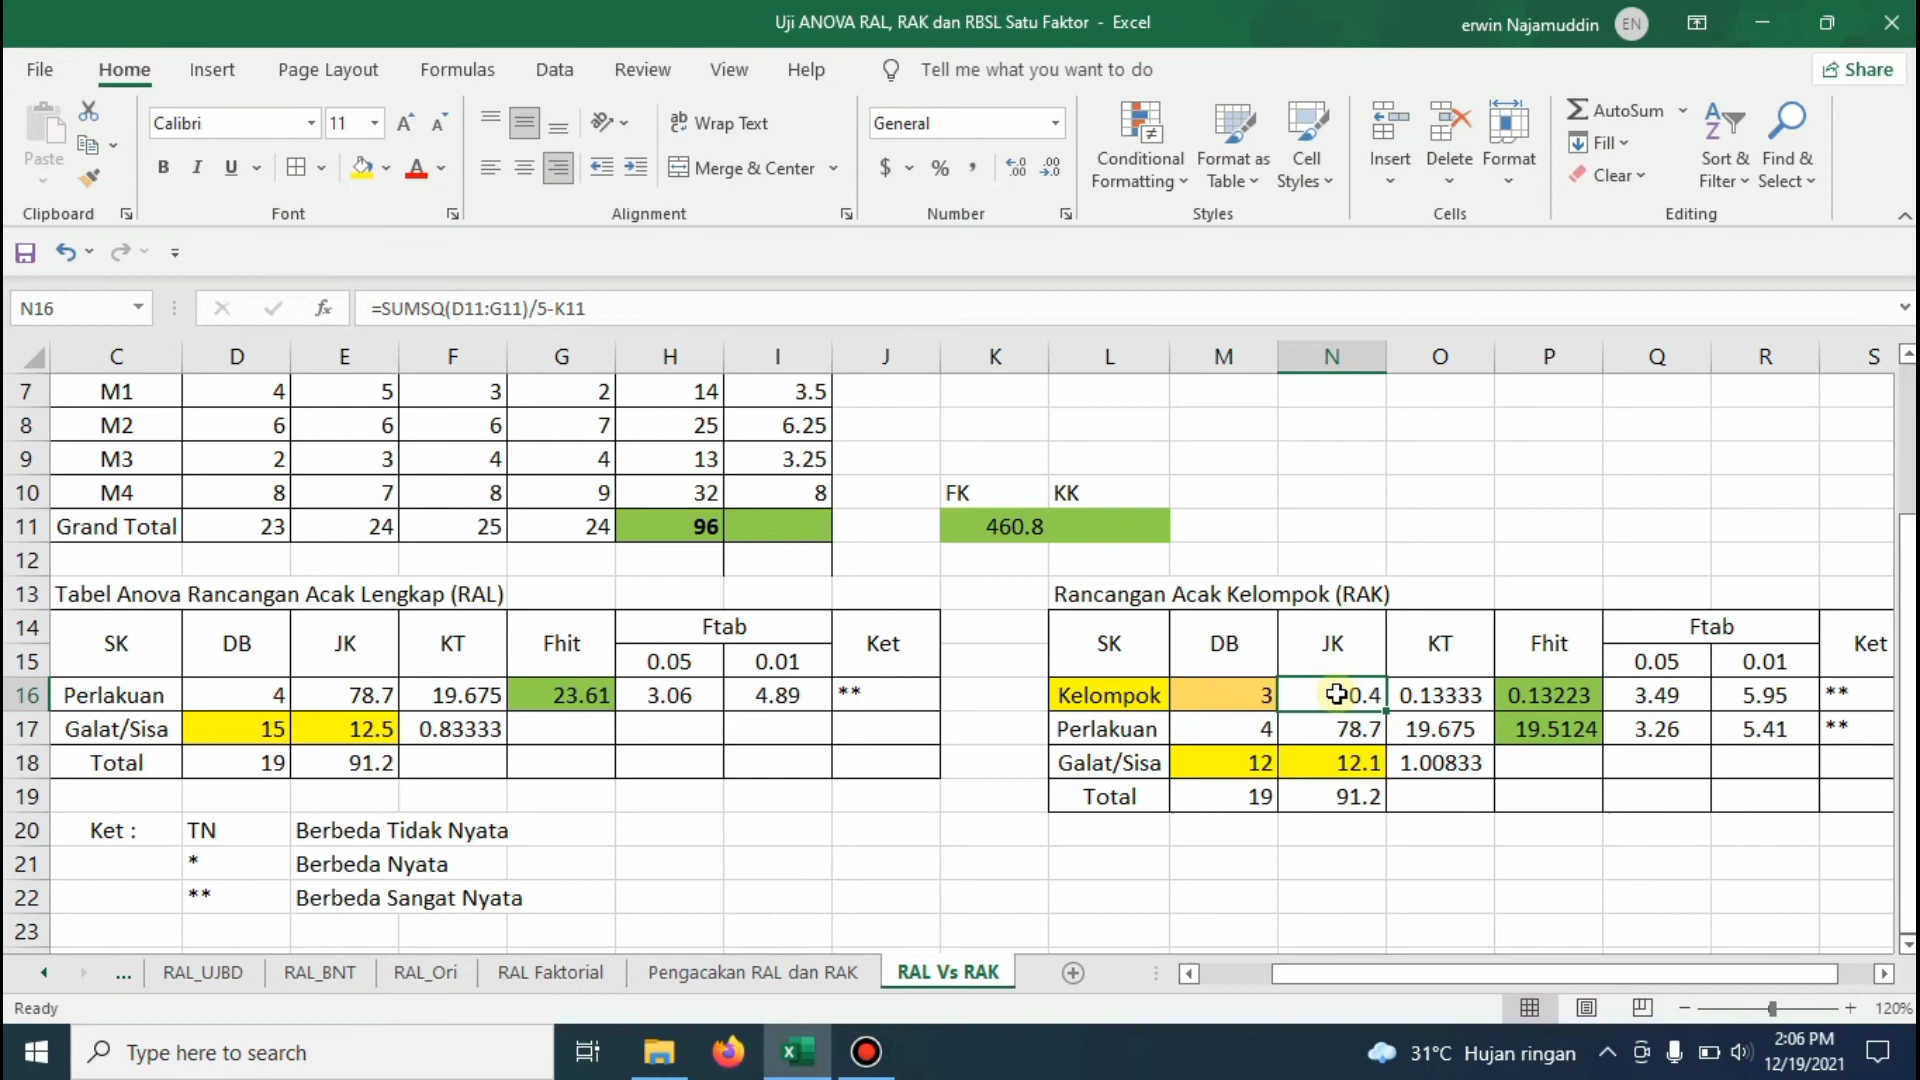 Uji ANOVA RAL, RAK dan RBSL Satu Faktor - Excel
erwin Najamuddin EN
File Home Insert Page Layout Formulas Data Review View Help Tell me what you want to do Share
Paste
Clipboard
Calibri 11
B I U A
Font
ab Wrap Text
Merge & Center
Alignment
General
$ % ,
Number
Conditional Formatting
Format as Table
Cell Styles
Styles
Insert Delete Format
Cells
AutoSum
Fill
Clear
Sort & Filter
Find & Select
Editing
N16 fx =SUMSQ(D11:G11)/5-K11
C D E F G H I J K L M N O P Q R S
7 M1 4 5 3 2 14 3.5
8 M2 6 6 6 7 25 6.25
9 M3 2 3 4 4 13 3.25
10 M4 8 7 8 9 32 8 FK KK
11 Grand Total 23 24 25 24 96 460.8
12
13 Tabel Anova Rancangan Acak Lengkap (RAL) Rancangan Acak Kelompok (RAK)
14 SK DB JK KT Fhit Ftab Ket SK DB JK KT Fhit Ftab Ket
15 0.05 0.01 0.05 0.01
16 Perlakuan 4 78.7 19.675 23.61 3.06 4.89 ** Kelompok 3 0.4 0.13333 0.13223 3.49 5.95 **
17 Galat/Sisa 15 12.5 0.83333 Perlakuan 4 78.7 19.675 19.5124 3.26 5.41 **
18 Total 19 91.2 Galat/Sisa 12 12.1 1.00833
19 Total 19 91.2
20 Ket : TN Berbeda Tidak Nyata
21 * Berbeda Nyata
22 ** Berbeda Sangat Nyata
23
... RAL_UJBD RAL_BNT RAL_Ori RAL Faktorial Pengacakan RAL dan RAK RAL Vs RAK
Ready 120%
Type here to search 31°C Hujan ringan 2:06 PM
12/19/2021